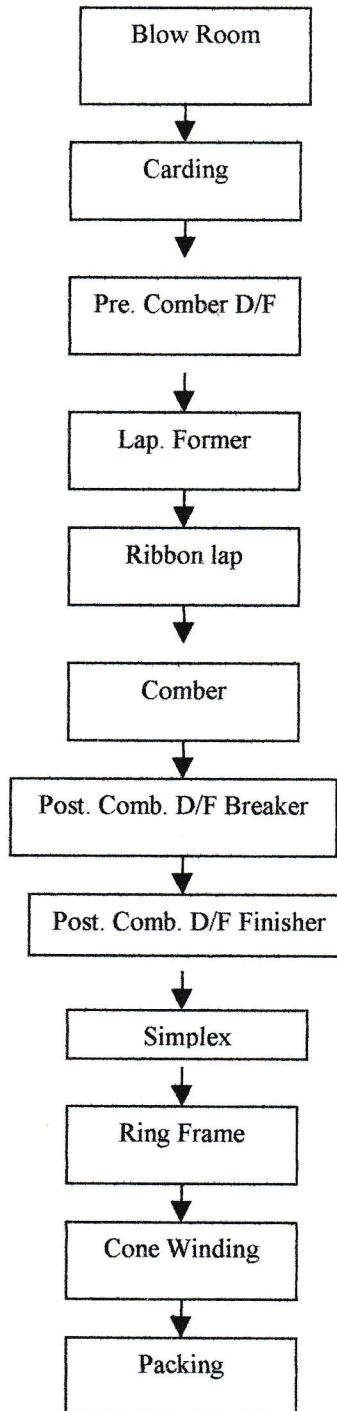 Blow Room
Carding
Pre. Comber D/F
Lap. Former
Ribbon lap
Comber
Post. Comb. D/F Breaker
Post. Comb. D/F Finisher
Simplex
Ring Frame
Cone Winding
Packing